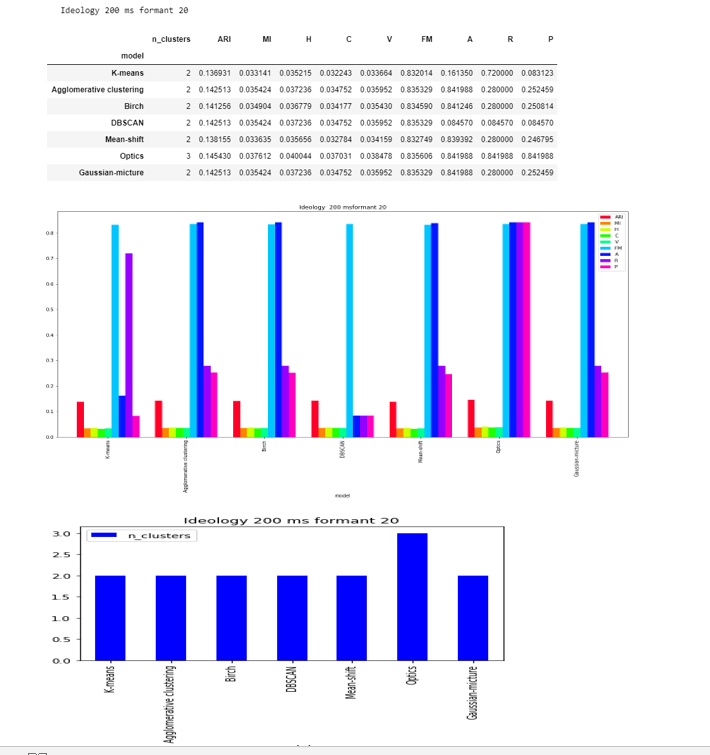 Ideology 200 ms formant 20
n_clusters ARI MI H C V FM A R P
model
K-means 2 0.136931 0.033141 0.035215 0.032243 0.033664 0.832014 0.161350 0.720000 0.083123
Agglomerative clustering 2 0.142513 0.035424 0.037236 0.034752 0.035952 0.835329 0.841988 0.280000 0.252459
Birch 2 0.141256 0.034904 0.036779 0.034177 0.035430 0.834590 0.841246 0.280000 0.250814
DBSCAN 2 0.142513 0.035424 0.037236 0.034752 0.035952 0.835329 0.084570 0.084570 0.084570
Mean-shift 2 0.138155 0.033635 0.035656 0.032784 0.034159 0.832749 0.839392 0.280000 0.246795
Optics 3 0.145430 0.037612 0.040044 0.037031 0.038478 0.835606 0.841988 0.841988 0.841988
Gaussian-micture 2 0.142513 0.035424 0.037236 0.034752 0.035952 0.835329 0.841988 0.280000 0.252459
Ideology 200 msformant 20
ARI
MI
H
C
V
FM
A
R
P
0.8
0.7
0.6
0.5
0.4
0.3
0.2
0.1
0.0
K-means
Agglomerative clustering
Birch
DBSCAN
Mean-shift
Optics
Gaussian-micture
model
Ideology 200 ms formant 20
n_clusters
3.0
2.5
2.0
1.5
1.0
0.5
0.0
K-means
Agglomerative clustering
Birch
DBSCAN
Mean-shift
Optics
Gaussian-micture